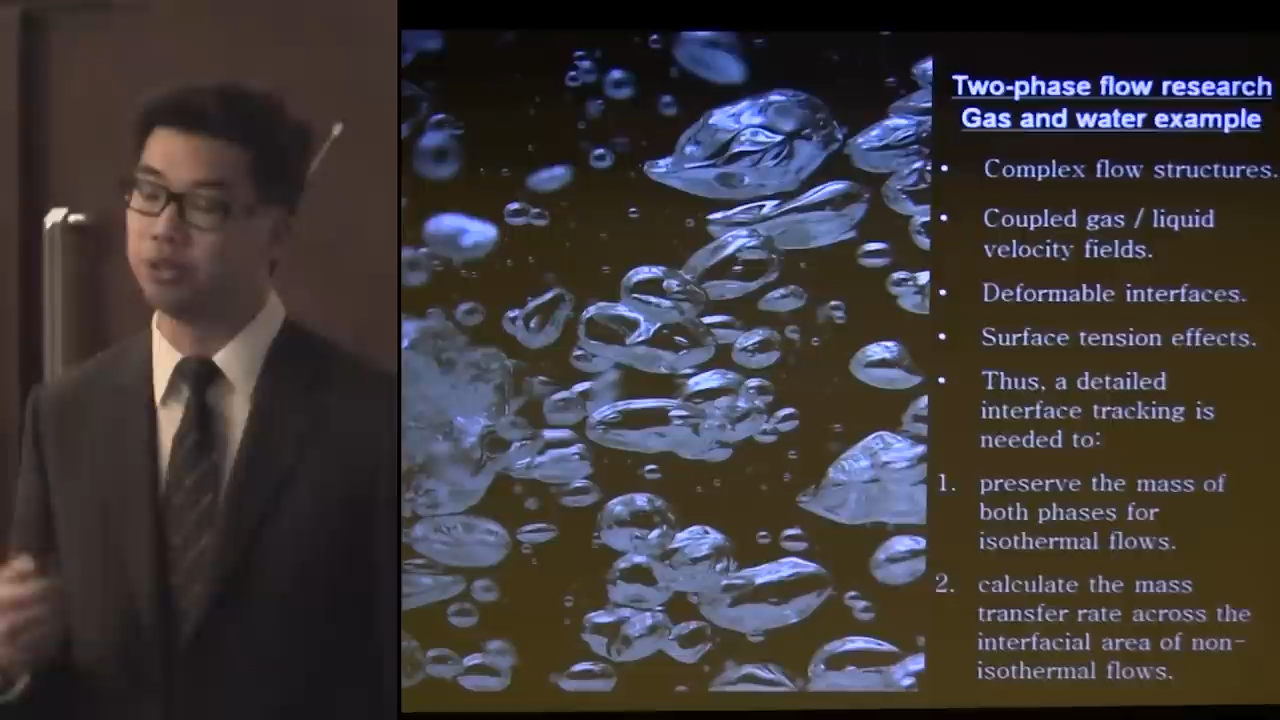 Two-phase flow research
Gas and water example
• Complex flow structures.
• Coupled gas / liquid
velocity fields.
• Deformable interfaces.
• Surface tension effects.
• Thus, a detailed
interface tracking is
needed to:
1. preserve the mass of
both phases for
isothermal flows.
2. calculate the mass
transfer rate across the
interfacial area of non-
isothermal flows.